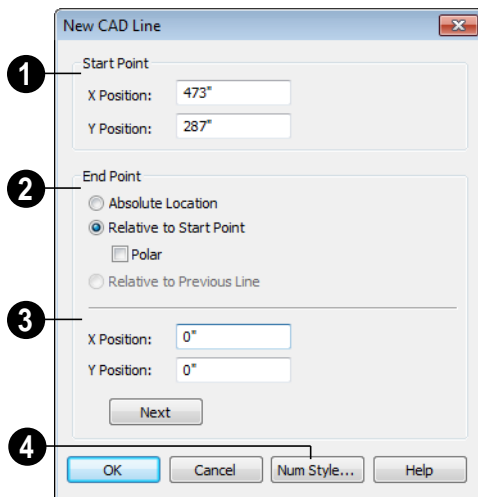 New CAD Line
1
Start Point
X Position: 473"
Y Position: 287"
2
End Point
Absolute Location
Relative to Start Point
Polar
Relative to Previous Line
3
X Position: 0"
Y Position: 0"
Next
4
OK Cancel Num Style... Help